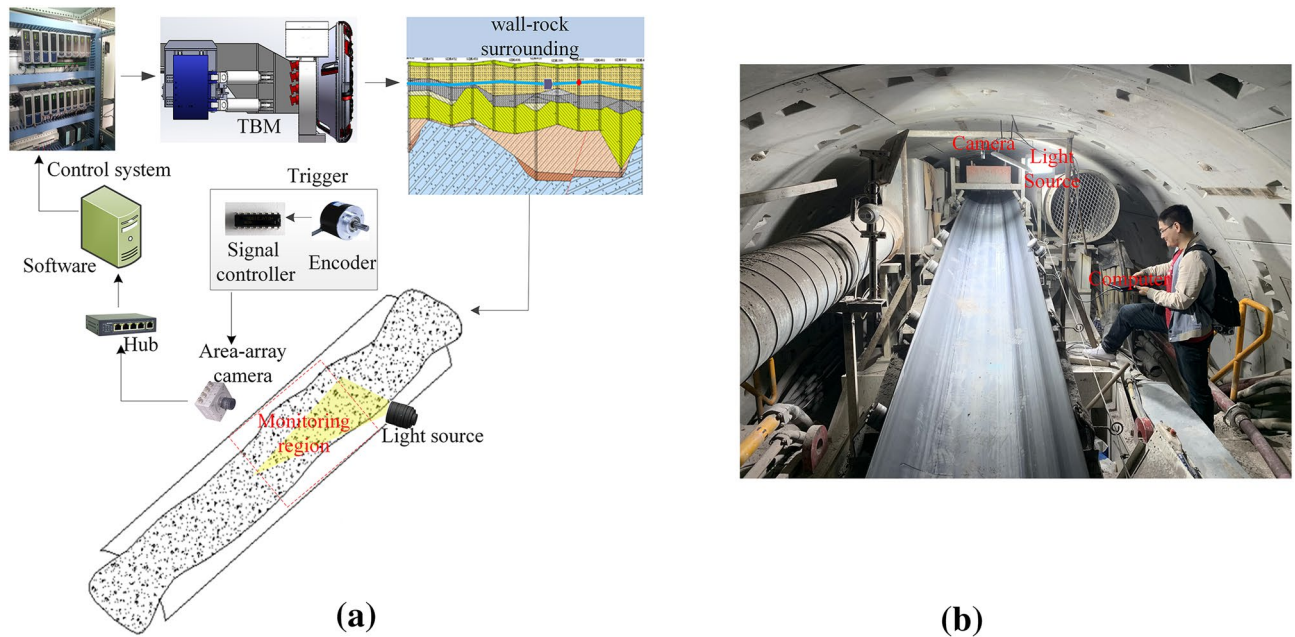 wall-rock
surrounding
TBM
Control system
Trigger
Signal
controller
Encoder
Software
Hub
Area-array
camera
Monitoring
region
Light source
(a)
Camera
Light
Source
Computer
(b)